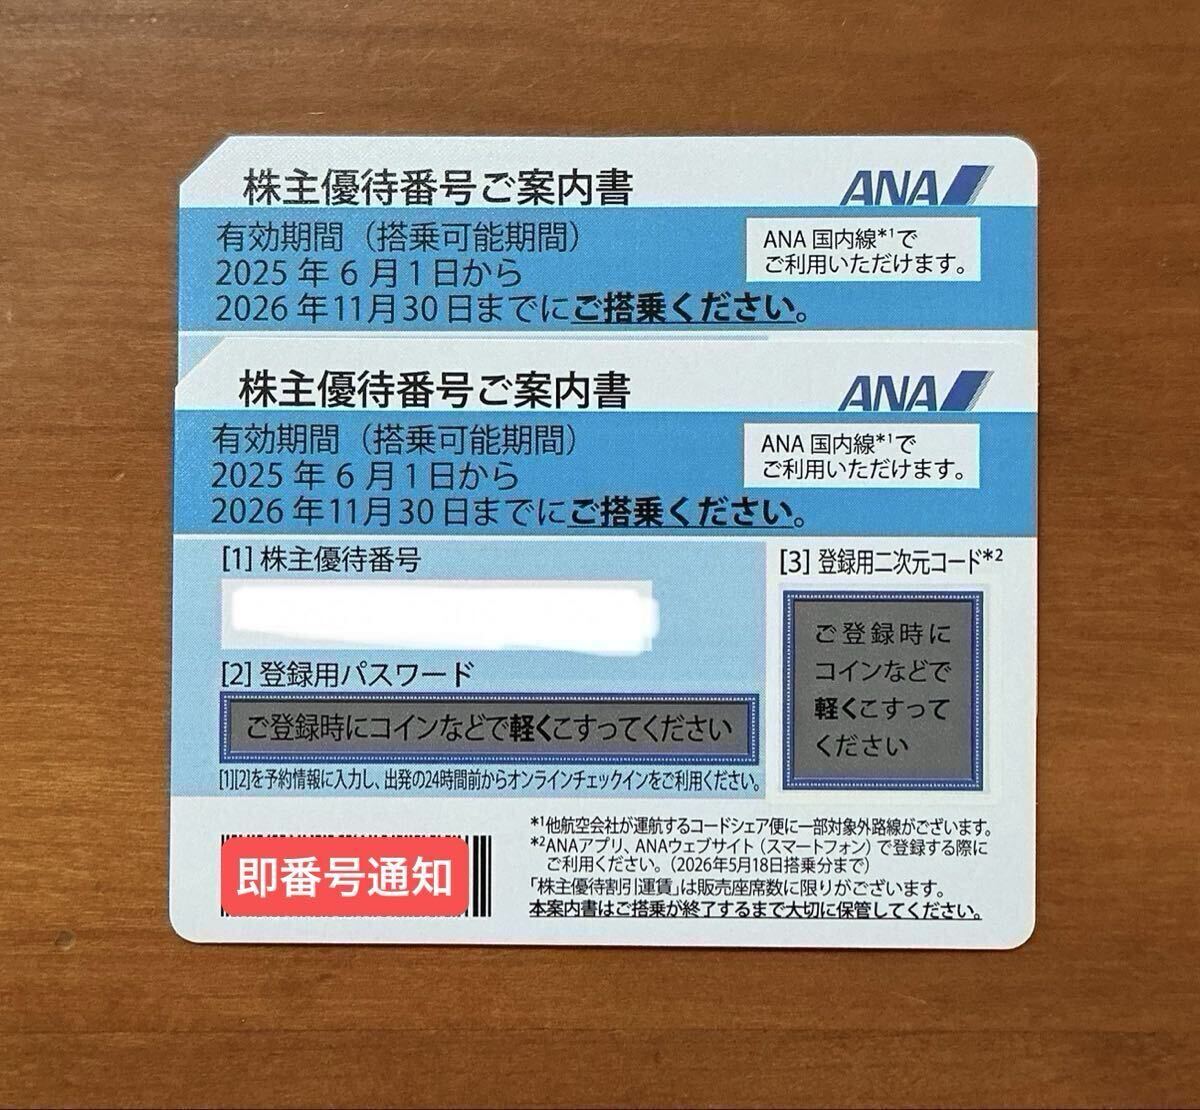 株主優待番号ご案内書
ANA
有効期間（搭乗可能期間）
2025年6月1日から
2026年11月30日までにご搭乗ください。
ANA国内線*1で
ご利用いただけます。
株主優待番号ご案内書
ANA
有効期間（搭乗可能期間）
2025年6月1日から
2026年11月30日までにご搭乗ください。
ANA国内線*1で
ご利用いただけます。
[1] 株主優待番号
[2] 登録用パスワード
ご登録時にコインなどで軽くこすってください
[1][2]を予約情報に入力し、出発の24時間前からオンラインチェックインをご利用ください。
[3] 登録用二次元コード*2
ご登録時に
コインなどで
軽くこすって
ください
即番号通知
*1他航空会社が運航するコードシェア便に一部対象外路線がございます。
*2ANAアプリ、ANAウェブサイト（スマートフォン）で登録する際に
ご利用ください。（2026年5月18日搭乗分まで）
「株主優待割引運賃」は販売座席数に限りがございます。
本案内書はご搭乗が終了するまで大切に保管してください。